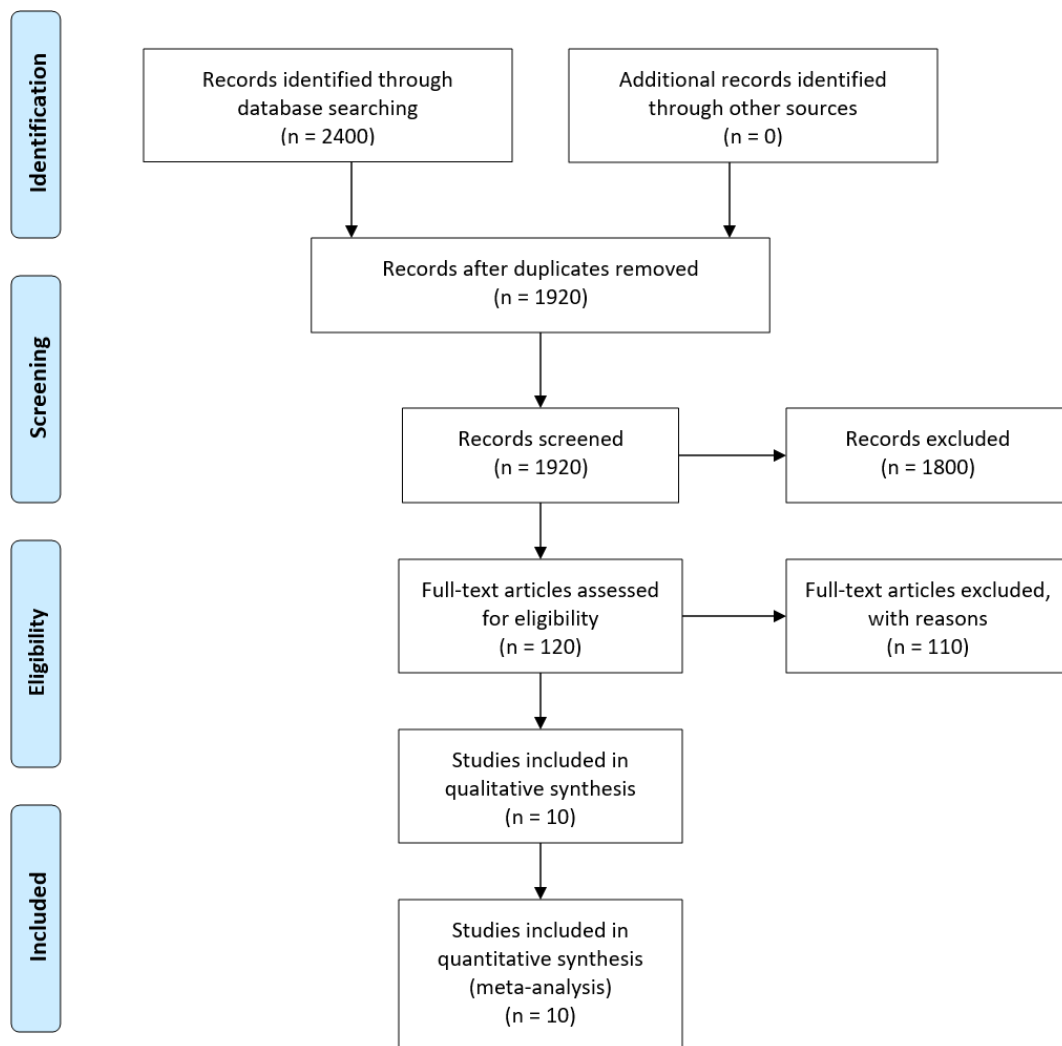 Identification
Records identified through
database searching
(n = 2400)
Additional records identified
through other sources
(n = 0)
Records after duplicates removed
(n = 1920)
Screening
Records screened
(n = 1920)
Records excluded
(n = 1800)
Eligibility
Full-text articles assessed
for eligibility
(n = 120)
Full-text articles excluded,
with reasons
(n = 110)
Studies included in
qualitative synthesis
(n = 10)
Included
Studies included in
quantitative synthesis
(meta-analysis)
(n = 10)